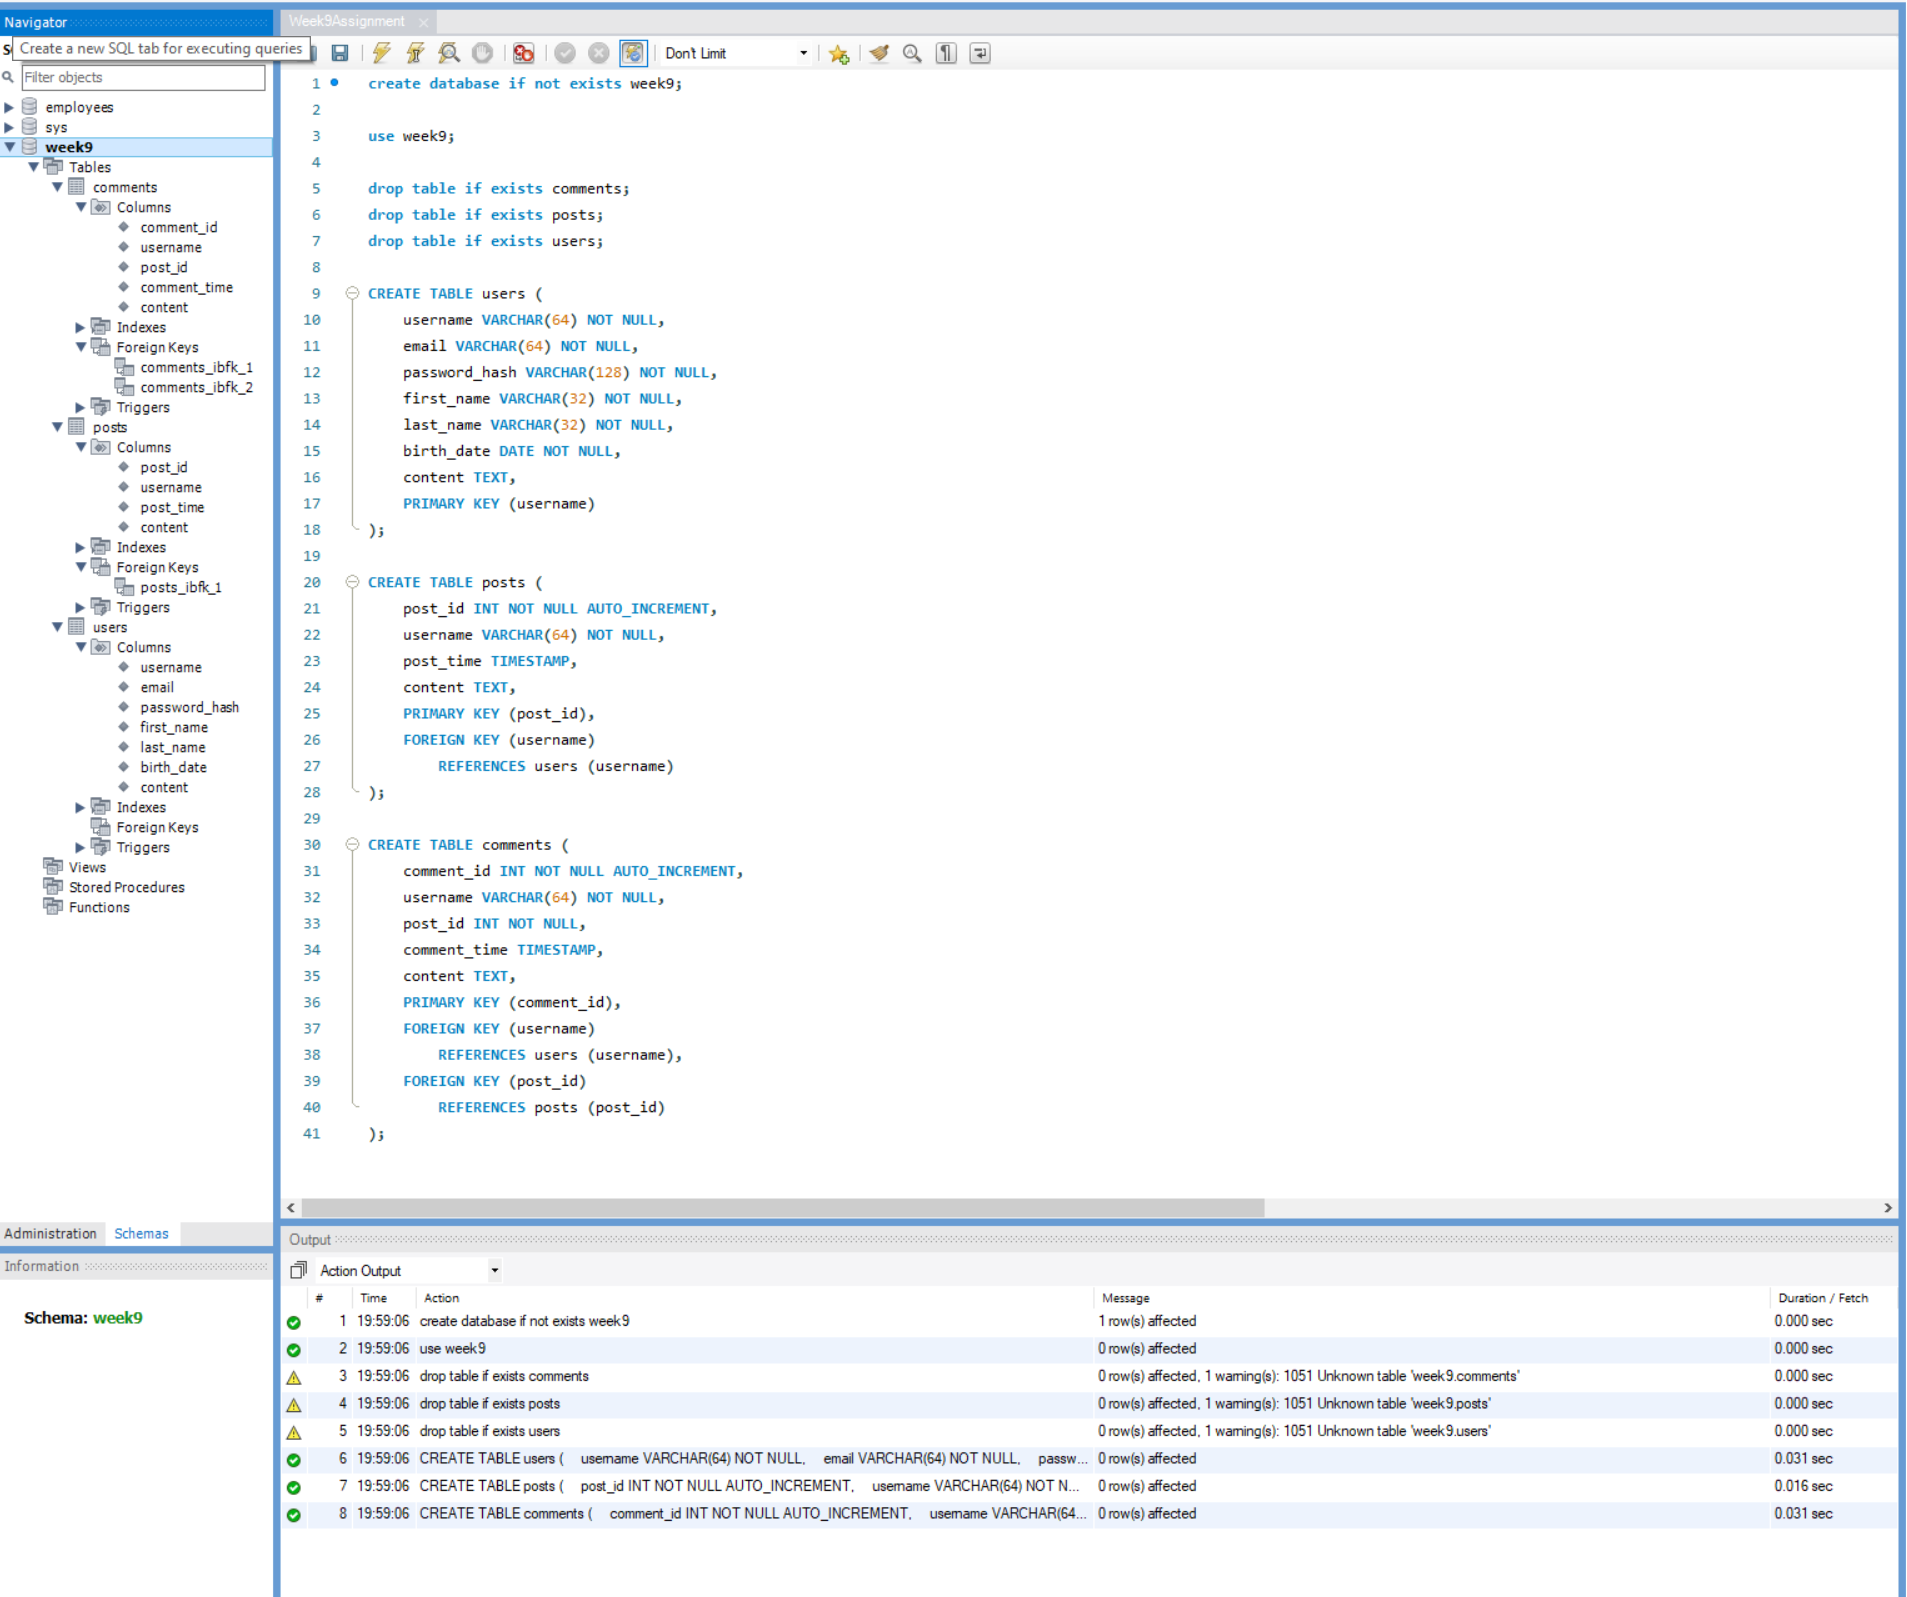 Navigator
Create a new SQL tab for executing queries
Filter objects
employees
sys
week9
Tables
comments
Columns
comment_id
username
post_id
comment_time
content
Indexes
Foreign Keys
comments_ibfk_1
comments_ibfk_2
Triggers
posts
Columns
post_id
username
post_time
content
Indexes
Foreign Keys
posts_ibfk_1
Triggers
users
Columns
username
email
password_hash
first_name
last_name
birth_date
content
Indexes
Foreign Keys
Triggers
Views
Stored Procedures
Functions
Administration Schemas
Information
Schema: week9
Week9Assignment
Don't Limit
1 create database if not exists week9;
2
3 use week9;
4
5 drop table if exists comments;
6 drop table if exists posts;
7 drop table if exists users;
8
9 CREATE TABLE users (
10 username VARCHAR(64) NOT NULL,
11 email VARCHAR(64) NOT NULL,
12 password_hash VARCHAR(128) NOT NULL,
13 first_name VARCHAR(32) NOT NULL,
14 last_name VARCHAR(32) NOT NULL,
15 birth_date DATE NOT NULL,
16 content TEXT,
17 PRIMARY KEY (username)
18 );
19
20 CREATE TABLE posts (
21 post_id INT NOT NULL AUTO_INCREMENT,
22 username VARCHAR(64) NOT NULL,
23 post_time TIMESTAMP,
24 content TEXT,
25 PRIMARY KEY (post_id),
26 FOREIGN KEY (username)
27 REFERENCES users (username)
28 );
29
30 CREATE TABLE comments (
31 comment_id INT NOT NULL AUTO_INCREMENT,
32 username VARCHAR(64) NOT NULL,
33 post_id INT NOT NULL,
34 comment_time TIMESTAMP,
35 content TEXT,
36 PRIMARY KEY (comment_id),
37 FOREIGN KEY (username)
38 REFERENCES users (username),
39 FOREIGN KEY (post_id)
40 REFERENCES posts (post_id)
41 );
Output
Action Output
# Time Action Message Duration / Fetch
1 19:59:06 create database if not exists week9 1 row(s) affected 0.000 sec
2 19:59:06 use week9 0 row(s) affected 0.000 sec
3 19:59:06 drop table if exists comments 0 row(s) affected, 1 warning(s): 1051 Unknown table 'week9.comments' 0.000 sec
4 19:59:06 drop table if exists posts 0 row(s) affected, 1 warning(s): 1051 Unknown table 'week9.posts' 0.000 sec
5 19:59:06 drop table if exists users 0 row(s) affected, 1 warning(s): 1051 Unknown table 'week9.users' 0.000 sec
6 19:59:06 CREATE TABLE users ( username VARCHAR(64) NOT NULL, email VARCHAR(64) NOT NULL, passw... 0 row(s) affected 0.031 sec
7 19:59:06 CREATE TABLE posts ( post_id INT NOT NULL AUTO_INCREMENT, username VARCHAR(64) NOT N... 0 row(s) affected 0.016 sec
8 19:59:06 CREATE TABLE comments ( comment_id INT NOT NULL AUTO_INCREMENT, username VARCHAR(64... 0 row(s) affected 0.031 sec